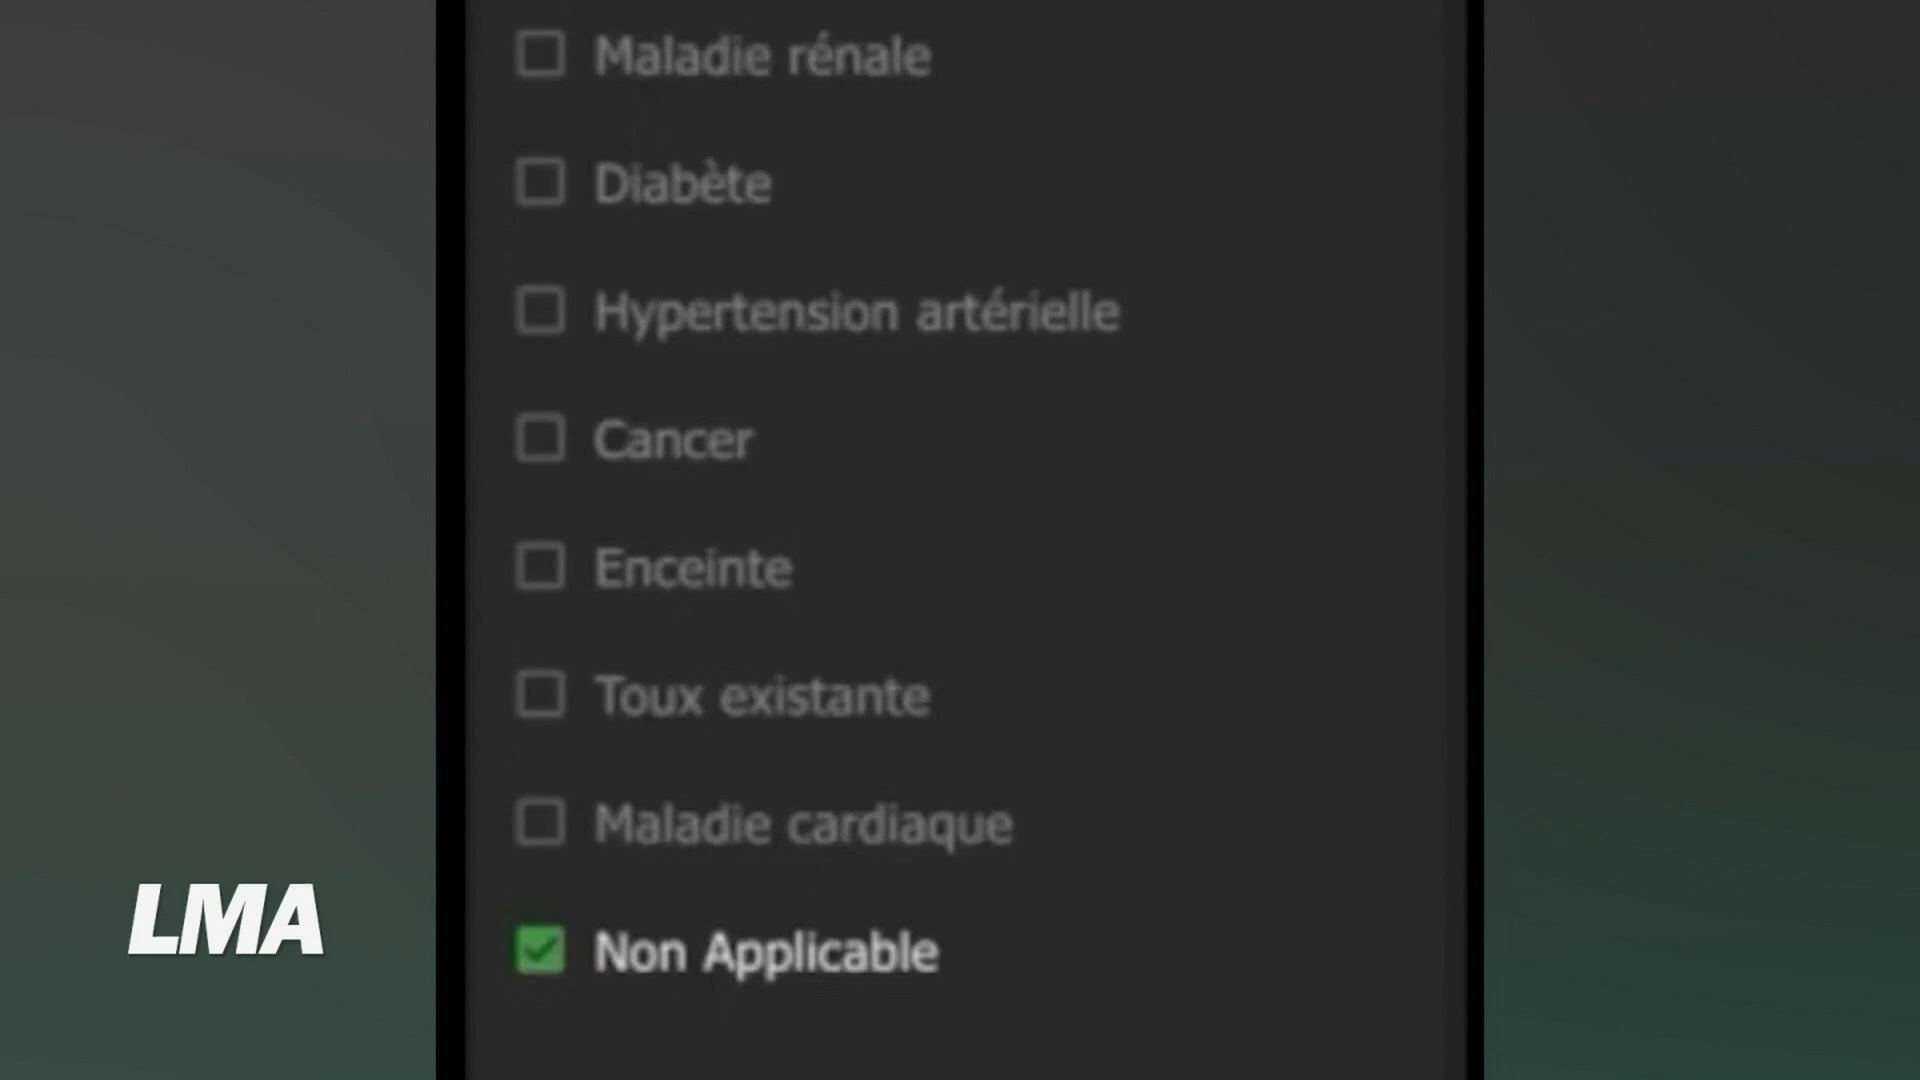 Maladie rénale
Diabète
Hypertension artérielle
Cancer
Enceinte
Toux existante
Maladie cardiaque
Non Applicable
LMA